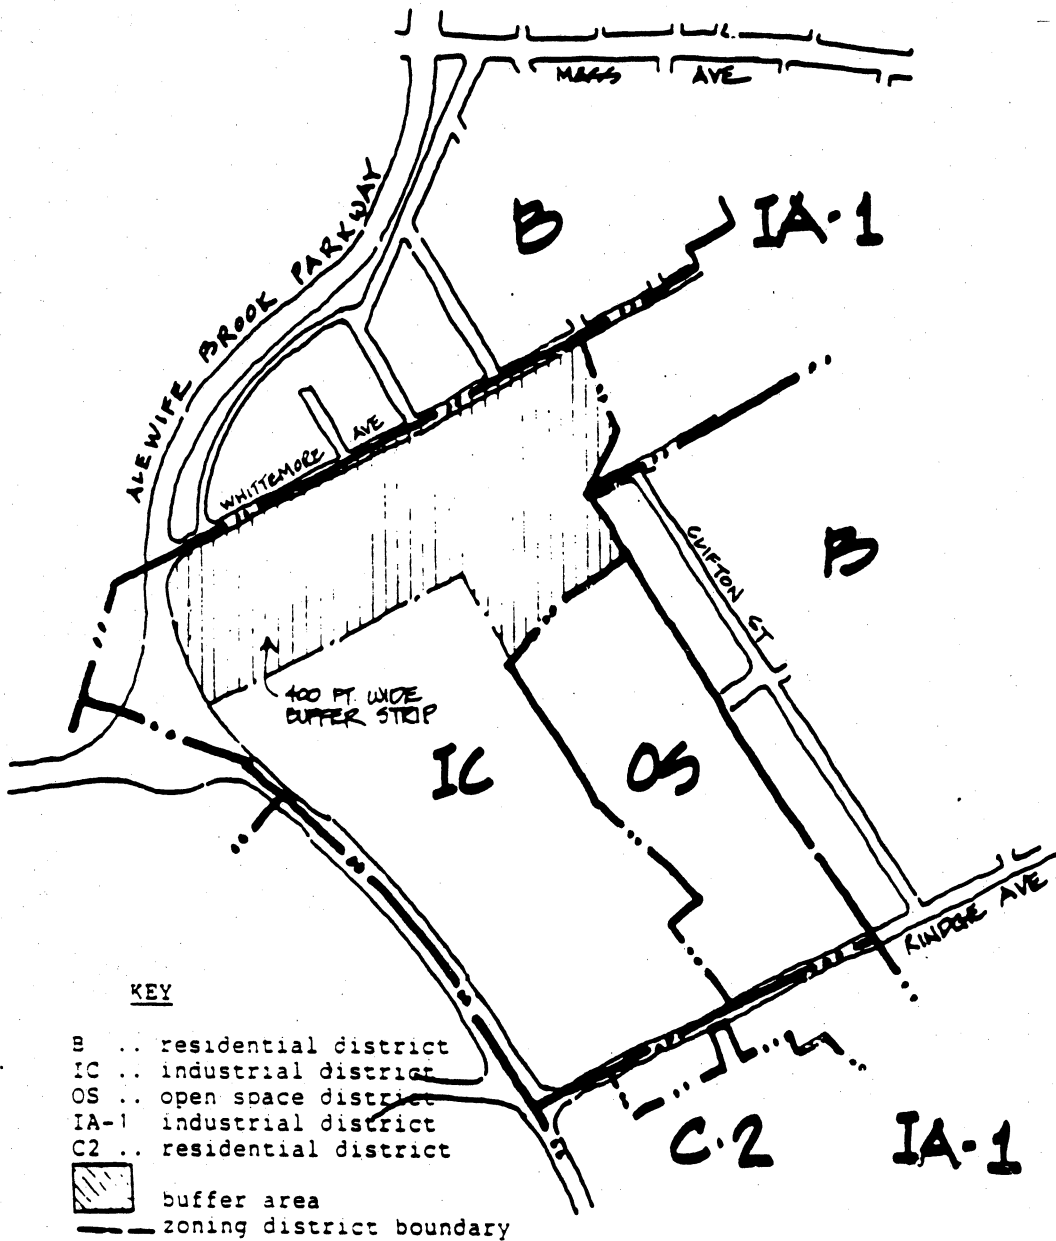 MASS AVE
B
IA-1
ALEWIFE BROOK PARKWAY
WHITTEMORE AVE
CLIFTON ST
B
400 FT. WIDE
BUFFER STRIP
IC
OS
RINDGE AVE
KEY
B .. residential district
IC .. industrial district
OS .. open space district
IA-1 industrial district
C2 .. residential district
buffer area
zoning district boundary
C-2
IA-1